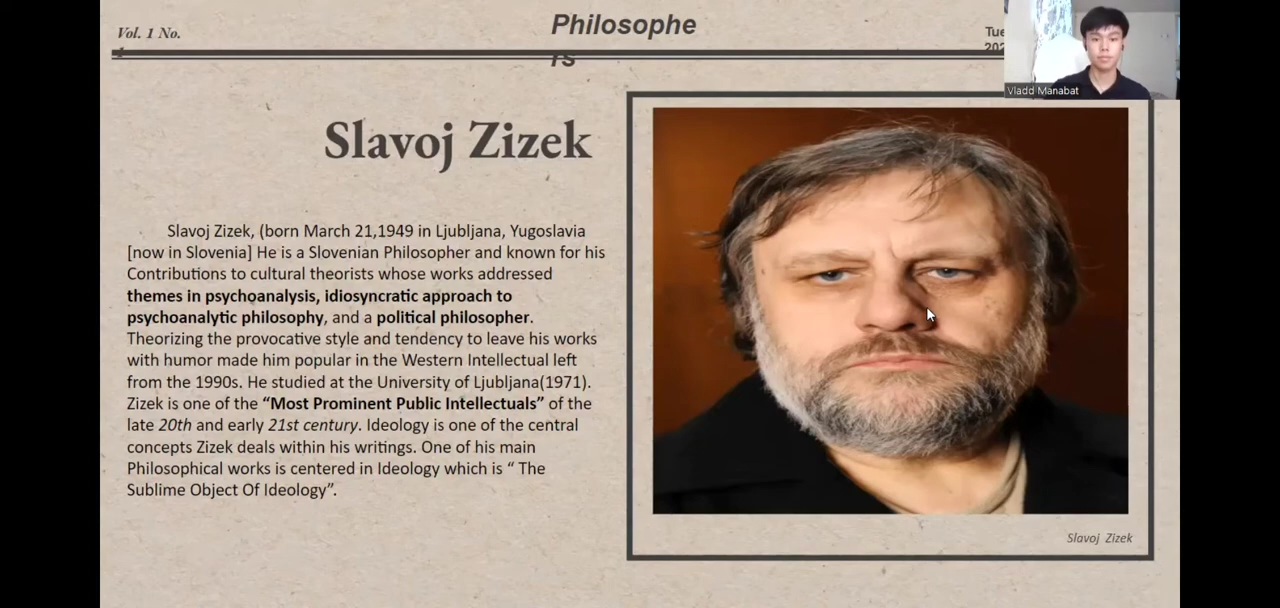 Vol. 1 No.
Philosophe
rs
Tue
202
Vladd Manabat
Slavoj Zizek
Slavoj Zizek, (born March 21,1949 in Ljubljana, Yugoslavia
[now in Slovenia] He is a Slovenian Philosopher and known for his
Contributions to cultural theorists whose works addressed
themes in psychoanalysis, idiosyncratic approach to
psychoanalytic philosophy, and a political philosopher.
Theorizing the provocative style and tendency to leave his works
with humor made him popular in the Western Intellectual left
from the 1990s. He studied at the University of Ljubljana(1971).
Zizek is one of the “Most Prominent Public Intellectuals” of the
late 20th and early 21st century. Ideology is one of the central
concepts Zizek deals within his writings. One of his main
Philosophical works is centered in Ideology which is “ The
Sublime Object Of Ideology”.
Slavoj Zizek